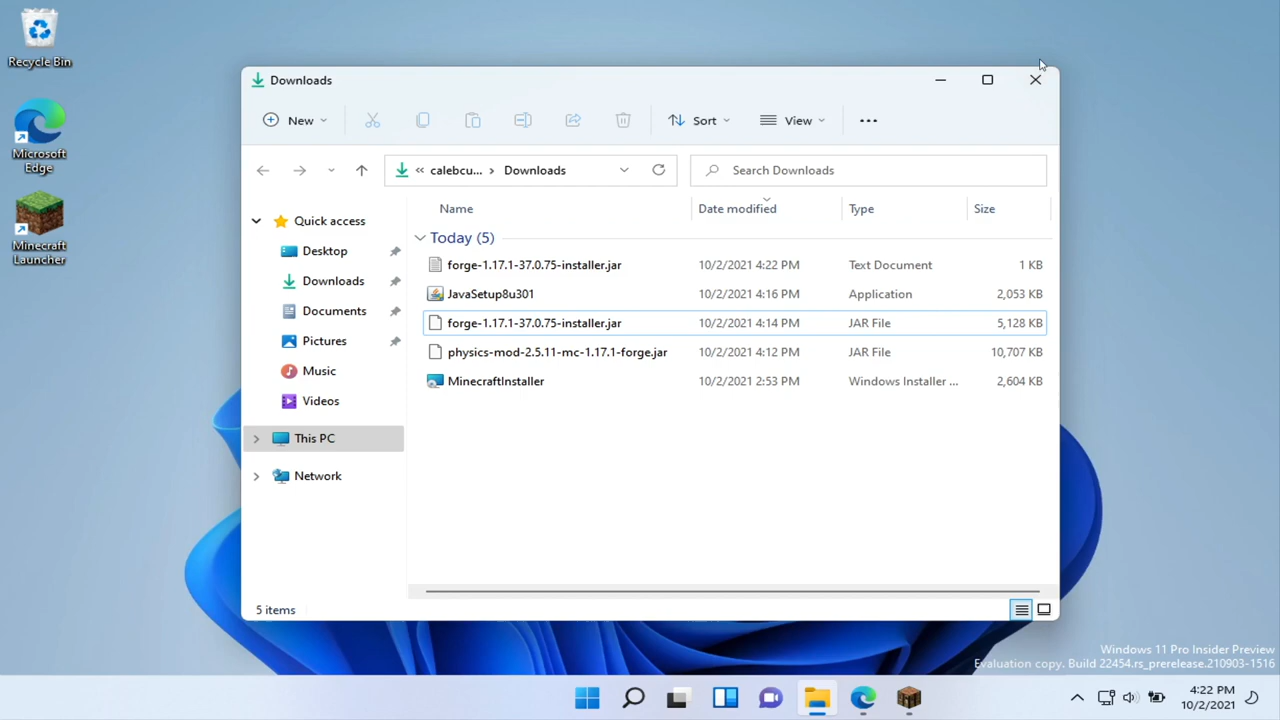 Recycle Bin
Microsoft
Edge
Minecraft
Launcher
Downloads
New
Sort
View
« calebcu... › Downloads
Search Downloads
Name
Date modified
Type
Size
Quick access
Desktop
Downloads
Documents
Pictures
Music
Videos
This PC
Network
Today (5)
forge-1.17.1-37.0.75-installer.jar 10/2/2021 4:22 PM Text Document 1 KB
JavaSetup8u301 10/2/2021 4:16 PM Application 2,053 KB
forge-1.17.1-37.0.75-installer.jar 10/2/2021 4:14 PM JAR File 5,128 KB
physics-mod-2.5.11-mc-1.17.1-forge.jar 10/2/2021 4:12 PM JAR File 10,707 KB
MinecraftInstaller 10/2/2021 2:53 PM Windows Installer ... 2,604 KB
5 items
Windows 11 Pro Insider Preview
Evaluation copy. Build 22454.rs_prerelease.210903-1516
4:22 PM
10/2/2021